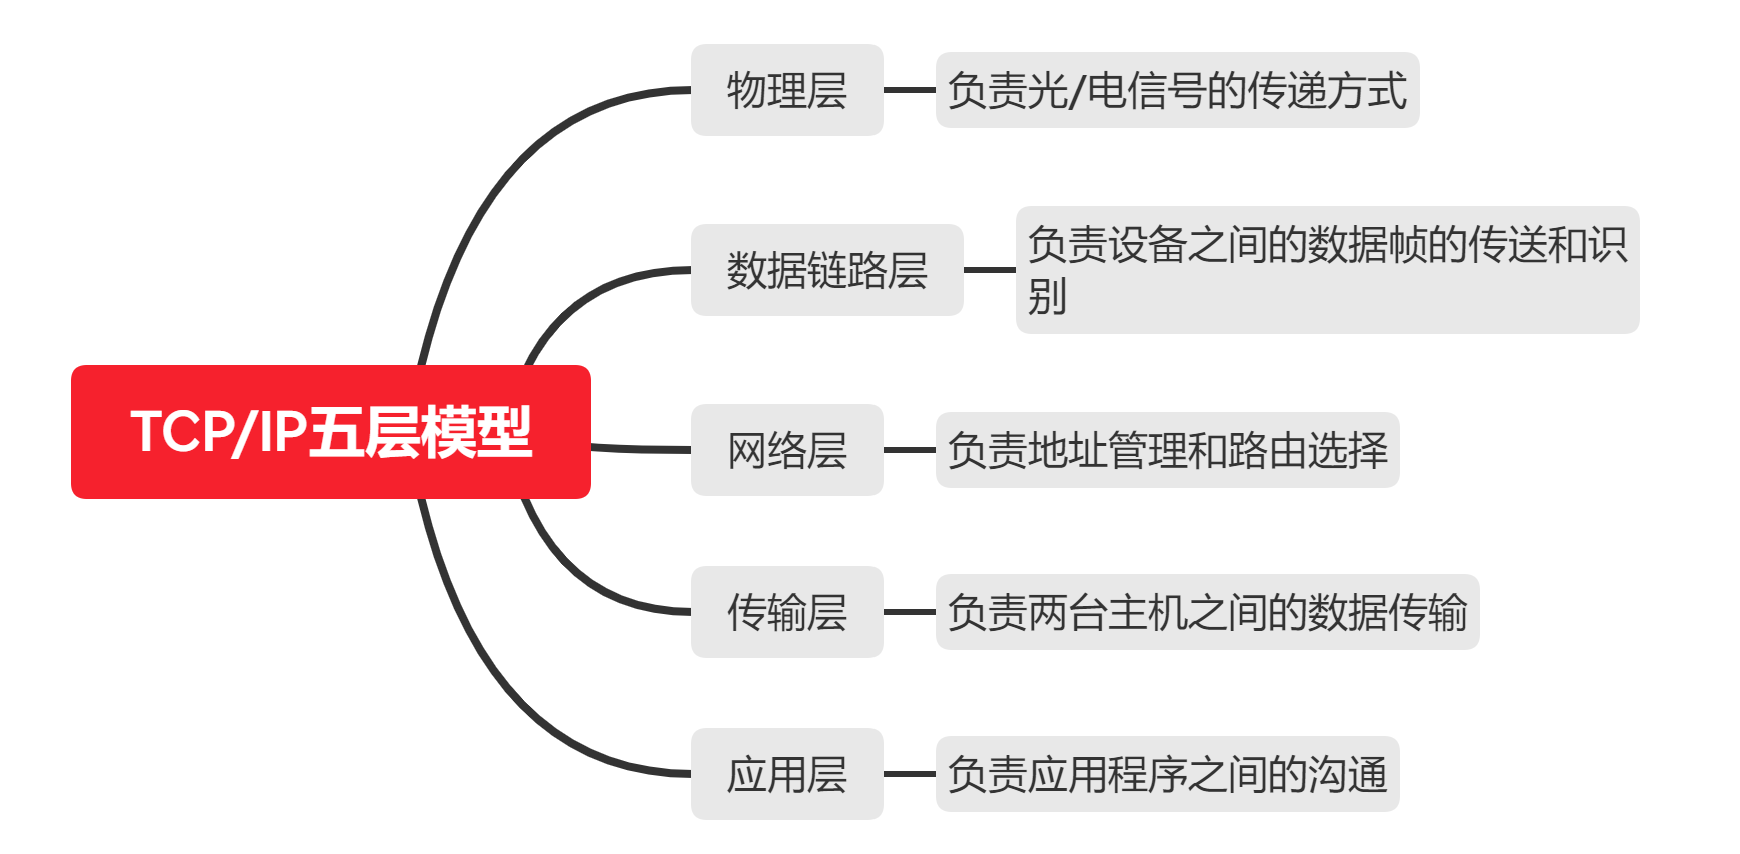 物理层
负责光/电信号的传递方式
数据链路层
负责设备之间的数据帧的传送和识
别
TCP/IP五层模型
网络层
负责地址管理和路由选择
传输层
负责两台主机之间的数据传输
应用层
负责应用程序之间的沟通